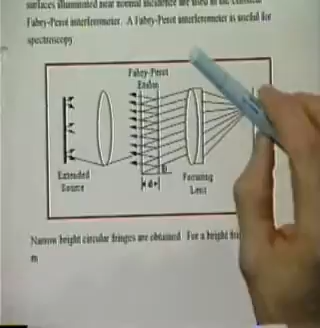 surfaces illuminated near normal incidence are used in the classical
Fabry-Perot interferometer. A Fabry-Perot interferometer is useful for
spectroscopy.
Fabry-Perot
Etalon
Extended
Source
d
Focusing
Lens
Narrow bright circular fringes are obtained. For a bright
m